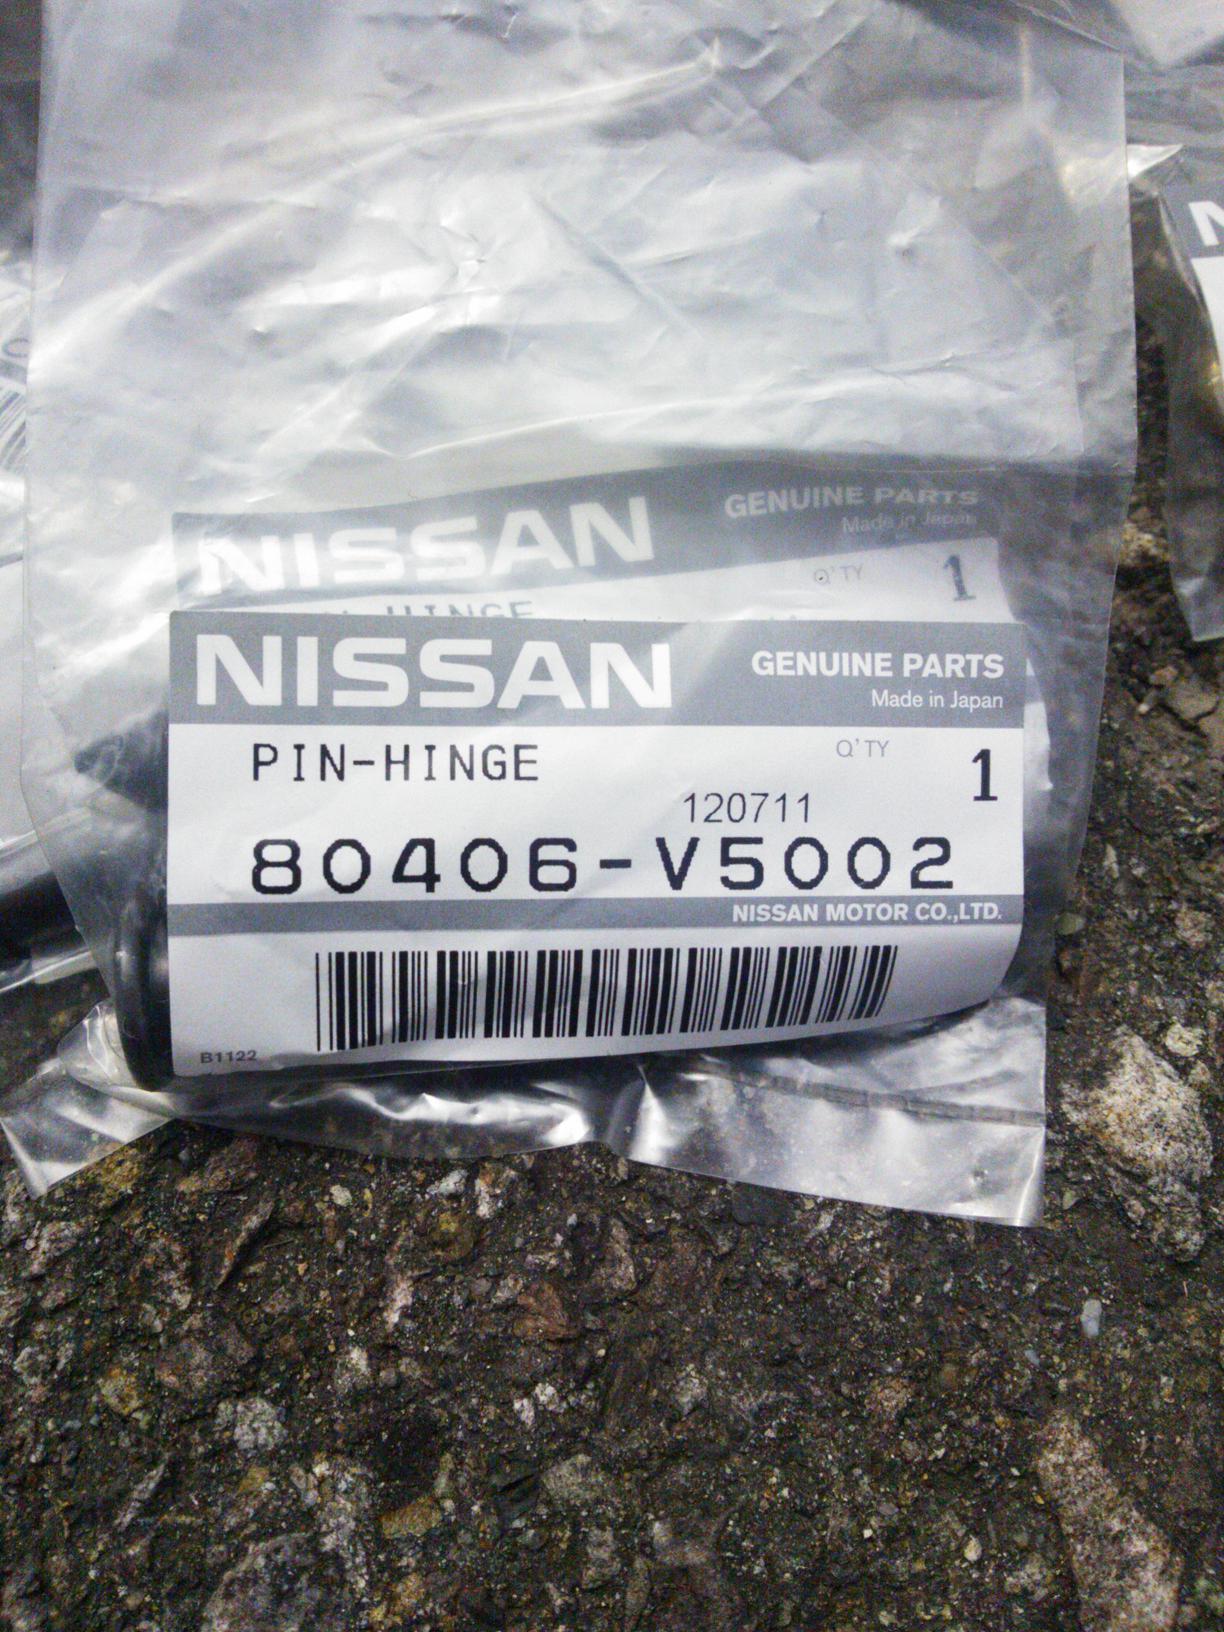 NISSAN GENUINE PARTS
Made in Japan
Q'TY 1
HINGE
NISSAN GENUINE PARTS
Made in Japan
PIN-HINGE Q'TY 1
120711
80406-V5002
NISSAN MOTOR CO.,LTD.
B1122